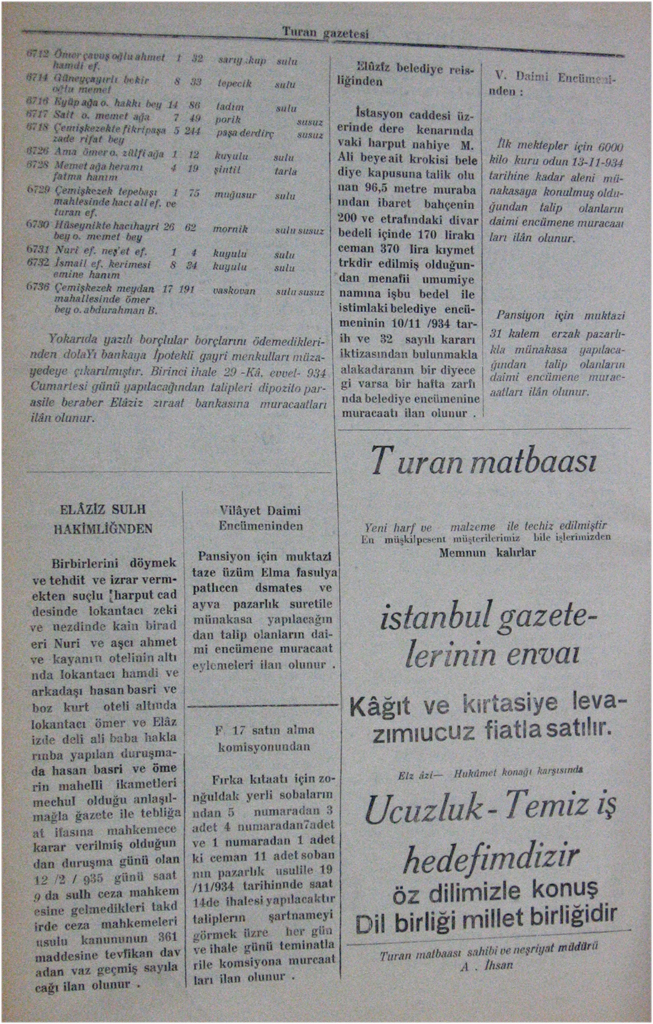 Turan gazetesi
6712 Ömer çavuş oğlu ahmet 1 32 sarıg .kup sulu
hamdi ef.
6714 Güneyçayırlı bekir 8 33 tepecik sulu
oğlu memet
6716 Eyüp ağa o. hakkı bey 14 86 tadım sulu
6717 Sait o. memet ağa 7 49 porik susuz
6718 Çemişkezekte fikripaşa 5 244 paşa derdirç susuz
zade rifat bey
6726 Ama ömer o. zülfi ağa 1 12 kuyulu sulu
6728 Memet ağa heramı 4 19 şintil tarla
fatma hanım
6729 Çemişkezek tepebaşı 1 75 muğnsur sulu
mahlesinde hacı ali ef. ve
turan ef.
6730 Hüseynikte hacıhayri 26 62 mornik sulu susuz
bey o. memet bey
6731 Nuri ef. neş'et ef. 1 4 kuyulu sulu
6732 İsmail ef. kerimesi 8 34 kuyulu sulu
emine hanım
6736 Çemişkezek meydan 17 191 vaskovan sulu susuz
mahallesinde ömer
bey o. abdurahman B.
Yokarıda yazılı borçlular borçlarını ödemedikleri-
nden dolaYı bankaya İpotekli gayri menkulları müza-
yedeye çıkarılmıştır. Birinci ihale 29 -Kâ. evvel- 934
Cumartesi günü yapılacağından talipleri dipozito par-
asile beraber Elâziz ziraat bankasına muracaatları
ilân olunur.
Elâziz belediye reis-
liğinden
İstasyon caddesi üz-
erinde dere kenarında
vaki harput nahiye M.
Ali beye ait krokisi bele
diye kapusuna talik olu
nan 96,5 metre muraba
ından ibaret bahçenin
200 ve etrafındaki divar
bedeli içinde 170 lirakı
ceman 370 lira kıymet
trkdir edilmiş olduğun-
dan menafii umumiye
namına işbu bedel ile
istimlaki belediye encü-
meninin 10/11 /934 tar-
ih ve 32 sayılı kararı
iktizasından bulunmakla
alakadaranın bir diyece
gi varsa bir hafta zarfı
nda belediye encümenine
muracaatı ilan olunur .
V. Daimi Encümeni-
nden :
İlk mektepler için 6000
kilo kuru odun 13-11-934
tarihine kadar aleni mü-
nakasaya konulmuş oldu-
ğundan talip olanların
daimi encümene muracaa
ları ilân olunur.
Pansiyon için muktazi
31 kalem erzak pazarlı-
kla münakasa yapılaca-
ğından talip olanların
daimi encümene murac-
aatları ilân olunur.
ELÂZİZ SULH
HAKİMLİĞNDEN
Birbirlerini döymek
ve tehdit ve izrar verm-
ekten suçlu harput cad
desinde lokantacı zeki
ve nezdinde kain birad
eri Nuri ve aşcı ahmet
ve kayanın otelinin altı
nda lokantacı hamdi ve
arkadaşı hasan basri ve
boz kurt oteli altında
lokantacı ömer ve Elâz
izde deli ali baba hakla
rınba yapılan duruşma-
da hasan basri ve öme
rin mahelli ikametleri
mechul olduğu anlaşıl-
mağla ğazete ile tebliğa
at ifasına mahkemece
karar verilmiş olduğun
dan duruşma günü olan
12 /2 / 935 günü saat
9 da sulh ceza mahkem
esine gelmedikleri takd
irde ceza mahkemeleri
usulu kanununun 361
maddesine tevfikan dav
adan vaz geçmiş sayıla
cağı ilan olunur .
Vilâyet Daimi
Encümeninden
Pansiyon için muktazi
taze üzüm Elma fasulya
patlıcen dsmates ve
ayva pazarlık suretile
münakasa yapılacağın
dan talip olanların dai-
mi encümene muracaat
eylemeleri ilan olunur .
F. 17 satın alma
komisyonundan
Fırka kıtaatı için zo-
nğuldak yerli sobaların
ından 5 numaradan 3
adet 4 numaradan 7 adet
ve 1 numaradan 1 adet
ki ceman 11 adet soban
nın pazarlık usulile 19
/11/934 tarihinnde saat
14de ihalesi yapılacaktır
taliplerin şartnameyi
görmek üzre her gün
ve ihale günü teminatla
rile komsiyona murcaat
ları ilan olunur .
Turan matbaası
Yeni harf ve malzeme ile techiz edilmiştir
En müşkilpesent müşterilerimiz bile işlerimizden
Memnun kalırlar
istanbul gazete-
lerinin envaı
Kâğıt ve kırtasiye leva-
zımıucuz fiatla satılır.
Elz âzi— Hukûmet konağı karşısında
Ucuzluk - Temiz iş
hedefimdizir
öz dilimizle konuş
Dil birliği millet birliğidir
Turan matbaası sahibi ve neşriyat müdürü
A . İhsan